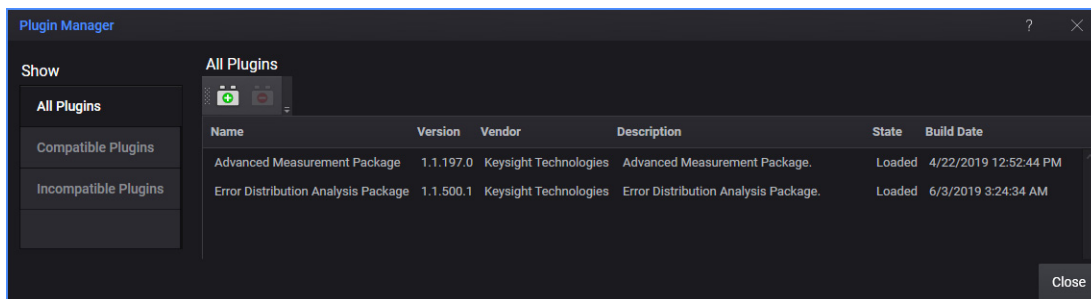 Plugin Manager ?
Show
All Plugins
Compatible Plugins
Incompatible Plugins
All Plugins
Name Version Vendor Description State Build Date
Advanced Measurement Package 1.1.197.0 Keysight Technologies Advanced Measurement Package. Loaded 4/22/2019 12:52:44 PM
Error Distribution Analysis Package 1.1.500.1 Keysight Technologies Error Distribution Analysis Package. Loaded 6/3/2019 3:24:34 AM
Close